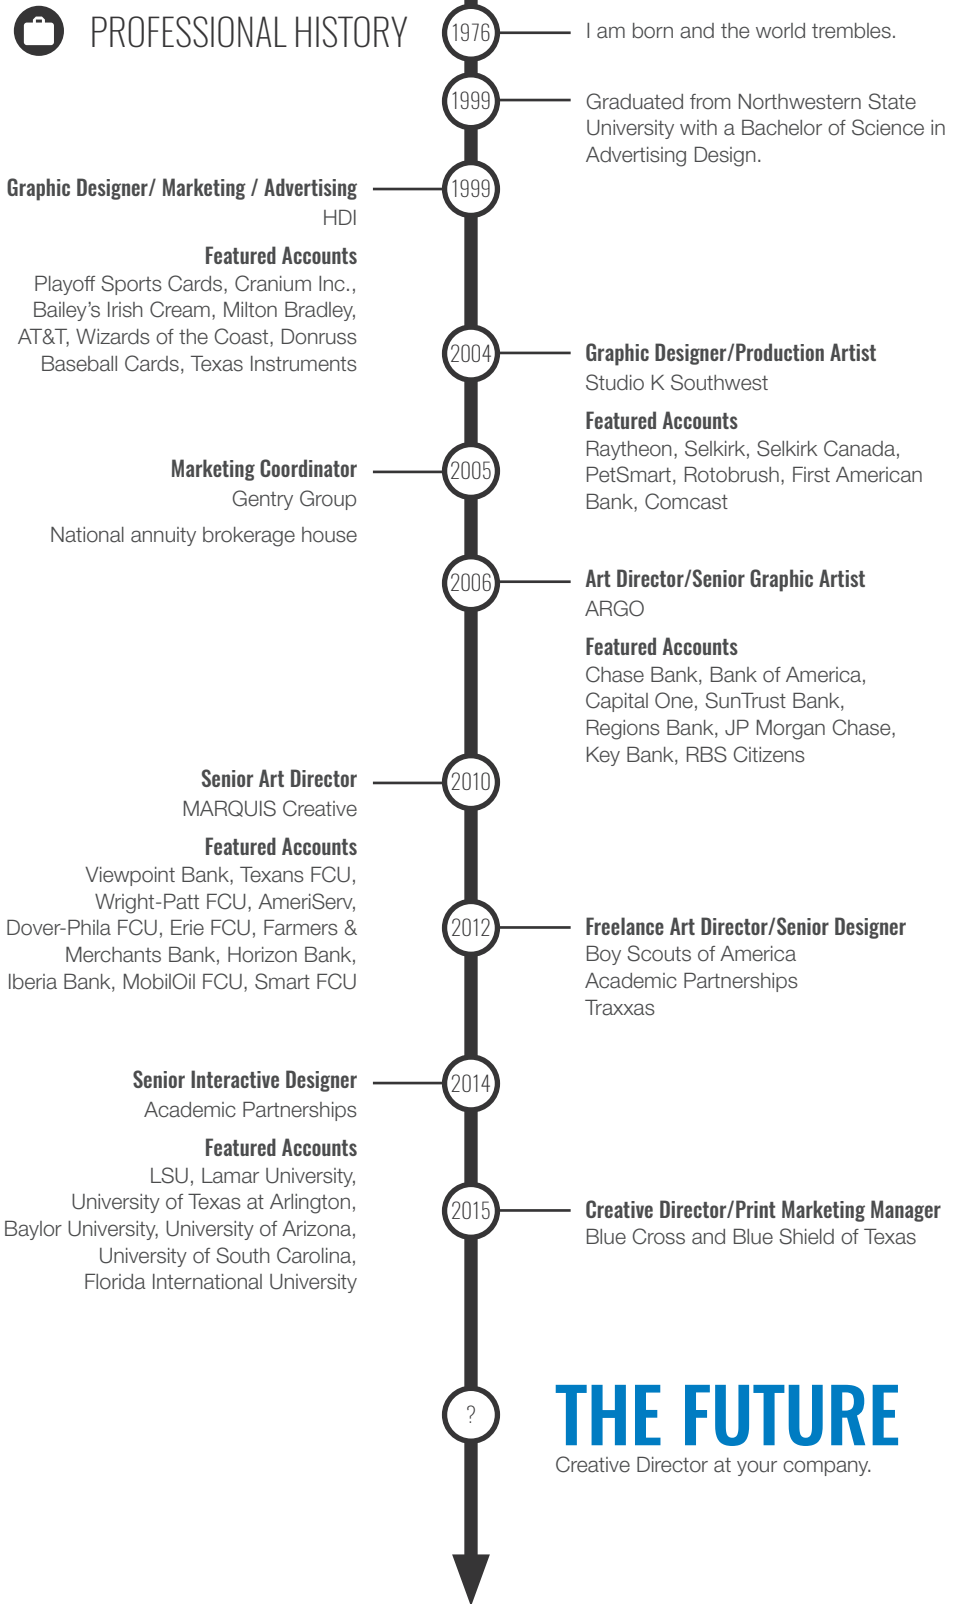 PROFESSIONAL HISTORY
1976
I am born and the world trembles.
1999
Graduated from Northwestern State
University with a Bachelor of Science in
Advertising Design.
Graphic Designer/ Marketing / Advertising
1999
HDI
Featured Accounts
Playoff Sports Cards, Cranium Inc.,
Bailey’s Irish Cream, Milton Bradley,
AT&T, Wizards of the Coast, Donruss
Baseball Cards, Texas Instruments
2004
Graphic Designer/Production Artist
Studio K Southwest
Featured Accounts
Raytheon, Selkirk, Selkirk Canada,
PetSmart, Rotobrush, First American
Bank, Comcast
Marketing Coordinator
2005
Gentry Group
National annuity brokerage house
2006
Art Director/Senior Graphic Artist
ARGO
Featured Accounts
Chase Bank, Bank of America,
Capital One, SunTrust Bank,
Regions Bank, JP Morgan Chase,
Key Bank, RBS Citizens
Senior Art Director
2010
MARQUIS Creative
Featured Accounts
Viewpoint Bank, Texans FCU,
Wright-Patt FCU, AmeriServ,
Dover-Phila FCU, Erie FCU, Farmers &
Merchants Bank, Horizon Bank,
Iberia Bank, MobilOil FCU, Smart FCU
2012
Freelance Art Director/Senior Designer
Boy Scouts of America
Academic Partnerships
Traxxas
Senior Interactive Designer
2014
Academic Partnerships
Featured Accounts
LSU, Lamar University,
University of Texas at Arlington,
Baylor University, University of Arizona,
University of South Carolina,
Florida International University
2015
Creative Director/Print Marketing Manager
Blue Cross and Blue Shield of Texas
?
THE FUTURE
Creative Director at your company.